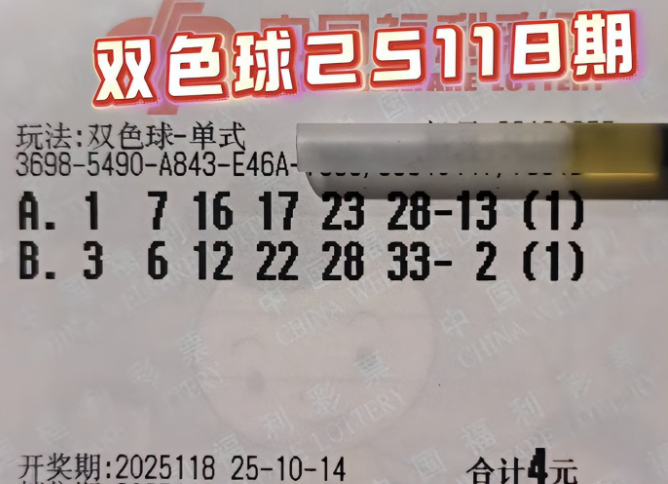 双色球25118期
玩法:双色球-单式
3698-5490-A843-E46A-
A. 1 7 16 17 23 28-13 (1)
B. 3 6 12 22 28 33- 2 (1)
开奖期:2025118 25-10-14
合计4元